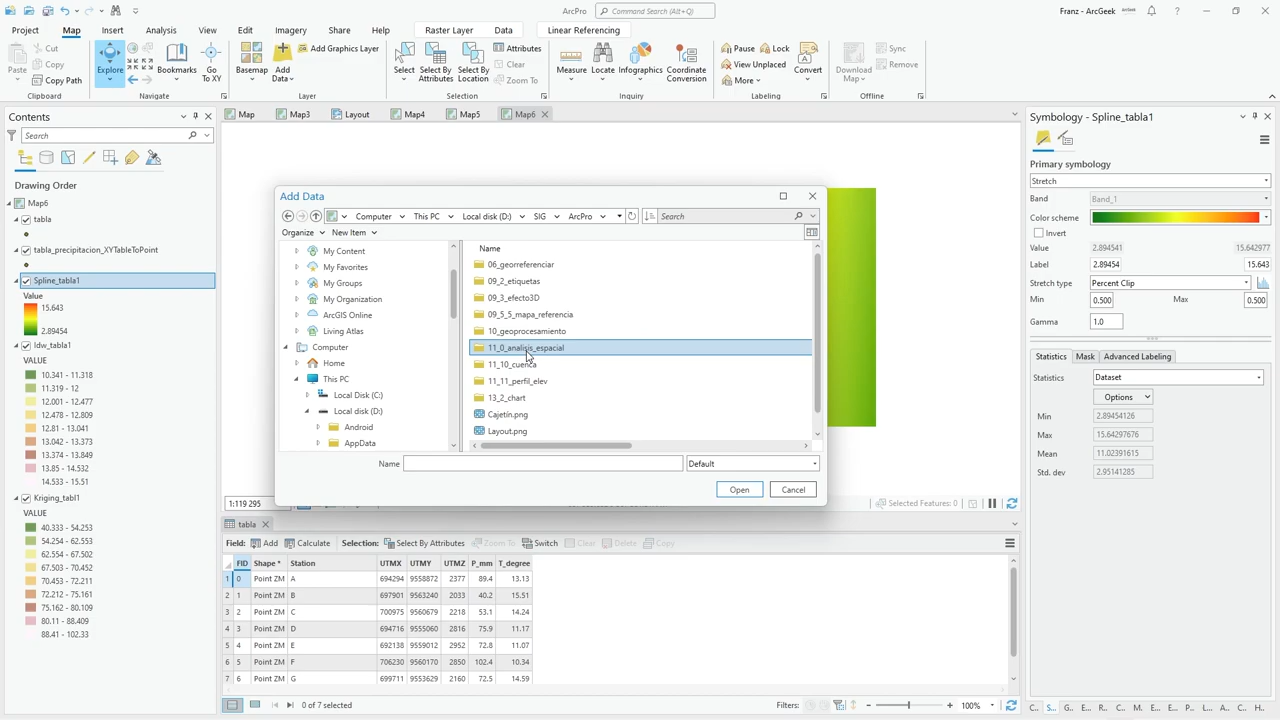 ArcPro
Command Search (Alt+Q)
Franz - ArcGeek
ArcGeek
?
Project
Map
Insert
Analysis
View
Edit
Imagery
Share
Help
Raster Layer
Data
Linear Referencing
Paste
Cut
Copy
Copy Path
Clipboard
Explore
Bookmarks
Go To XY
Navigate
Basemap
Add Data
Add Graphics Layer
Layer
Select
Select By Attributes
Select By Location
Attributes
Clear
Zoom To
Selection
Measure
Locate
Infographics
Coordinate Conversion
Inquiry
Pause
Lock
View Unplaced
More
Convert
Labeling
Download Map
Sync
Remove
Offline
Contents
Search
Drawing Order
Map6
tabla
tabla_precipitacion_XYTableToPoint
Spline_tabla1
Value
15.643
2.89454
Idw_tabla1
VALUE
10.341 - 11.318
11.319 - 12
12.001 - 12.477
12.478 - 12.809
12.81 - 13.041
13.042 - 13.373
13.374 - 13.849
13.85 - 14.532
14.533 - 15.51
Kriging_tabl1
VALUE
40.333 - 54.253
54.254 - 62.553
62.554 - 67.502
67.503 - 70.452
70.453 - 72.211
72.212 - 75.161
75.162 - 80.109
80.11 - 88.409
88.41 - 102.33
Map
Map3
Layout
Map4
Map5
Map6
Add Data
Computer
This PC
Local disk (D:)
SIG
ArcPro
Search
Organize
New Item
My Content
My Favorites
My Groups
My Organization
ArcGIS Online
Living Atlas
Computer
Home
This PC
Local Disk (C:)
Local disk (D:)
Android
AppData
Name
06_georreferenciar
09_2_etiquetas
09_3_efecto3D
09_5_5_mapa_referencia
10_geoprocesamiento
11_0_analisis_espacial
11_10_cuenca
11_11_perfil_elev
13_2_chart
Cajetín.png
Layout.png
Name
Default
Open
Cancel
1:119 295
Selected Features: 0
tabla
Field:
Add
Calculate
Selection:
Select By Attributes
Zoom To
Switch
Clear
Delete
Copy
FID Shape * Station UTMX UTMY UTMZ P_mm T_degree
1 0 Point ZM A 694294 9558872 2377 89.4 13.13
2 1 Point ZM B 697901 9563240 2033 40.2 15.51
3 2 Point ZM C 700975 9560679 2218 53.1 14.24
4 3 Point ZM D 694716 9555060 2816 75.9 11.17
5 4 Point ZM E 692138 9559012 2952 72.8 11.07
6 5 Point ZM F 706230 9560170 2850 102.4 10.34
7 6 Point ZM G 699711 9553629 2160 72.5 14.59
0 of 7 selected
Filters:
100%
Symbology - Spline_tabla1
Primary symbology
Stretch
Band
Band_1
Color scheme
Invert
Value
2.894541
15.642977
Label
2.89454
15.643
Stretch type
Percent Clip
Min
0.500
Max
0.500
Gamma
1.0
Statistics
Mask
Advanced Labeling
Statistics
Dataset
Options
Min
2.89454126
Max
15.64297676
Mean
11.02391615
Std. dev
2.95141285
C... S... G... E... R... C... M... E... E... P... L... A... C... H...